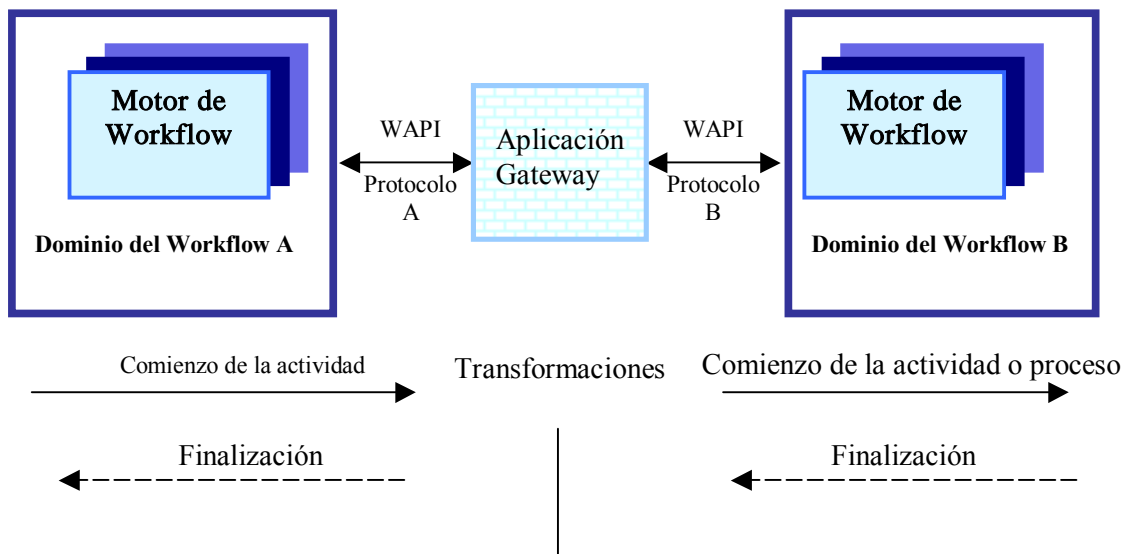 Motor de
Workflow
Dominio del Workflow A
WAPI
Protocolo
A
Aplicación
Gateway
WAPI
Protocolo
B
Motor de
Workflow
Dominio del Workflow B
Comienzo de la actividad
Transformaciones
Comienzo de la actividad o proceso
Finalización
Finalización